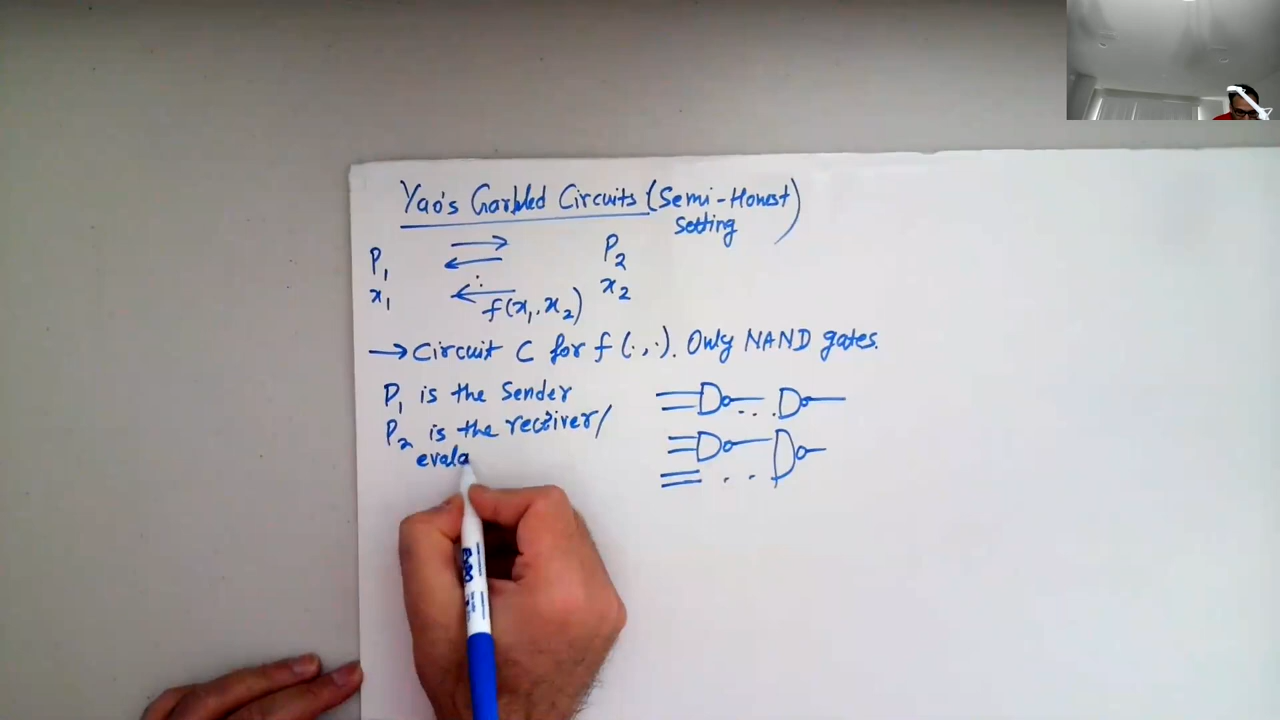 Yao's Garbled Circuits (Semi-Honest
Setting)
P₁ P₂
x₁ x₂
f(x₁, x₂)
→ Circuit C for f(·,·). Only NAND gates.
P₁ is the Sender
P₂ is the receiver/
evala
EXPO